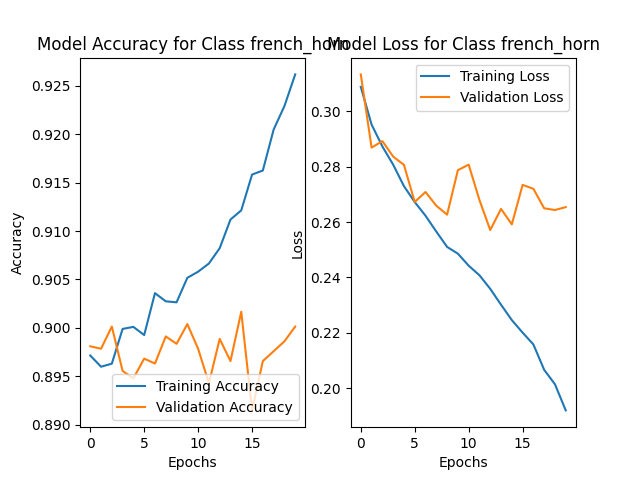 Model Accuracy for Class french_horn
0.925
0.920
0.915
0.910
0.905
0.900
0.895
0.890
Accuracy
Training Accuracy
Validation Accuracy
0 5 10 15
Epochs
Model Loss for Class french_horn
0.30
0.28
0.26
0.24
0.22
0.20
Loss
Training Loss
Validation Loss
0 5 10 15
Epochs